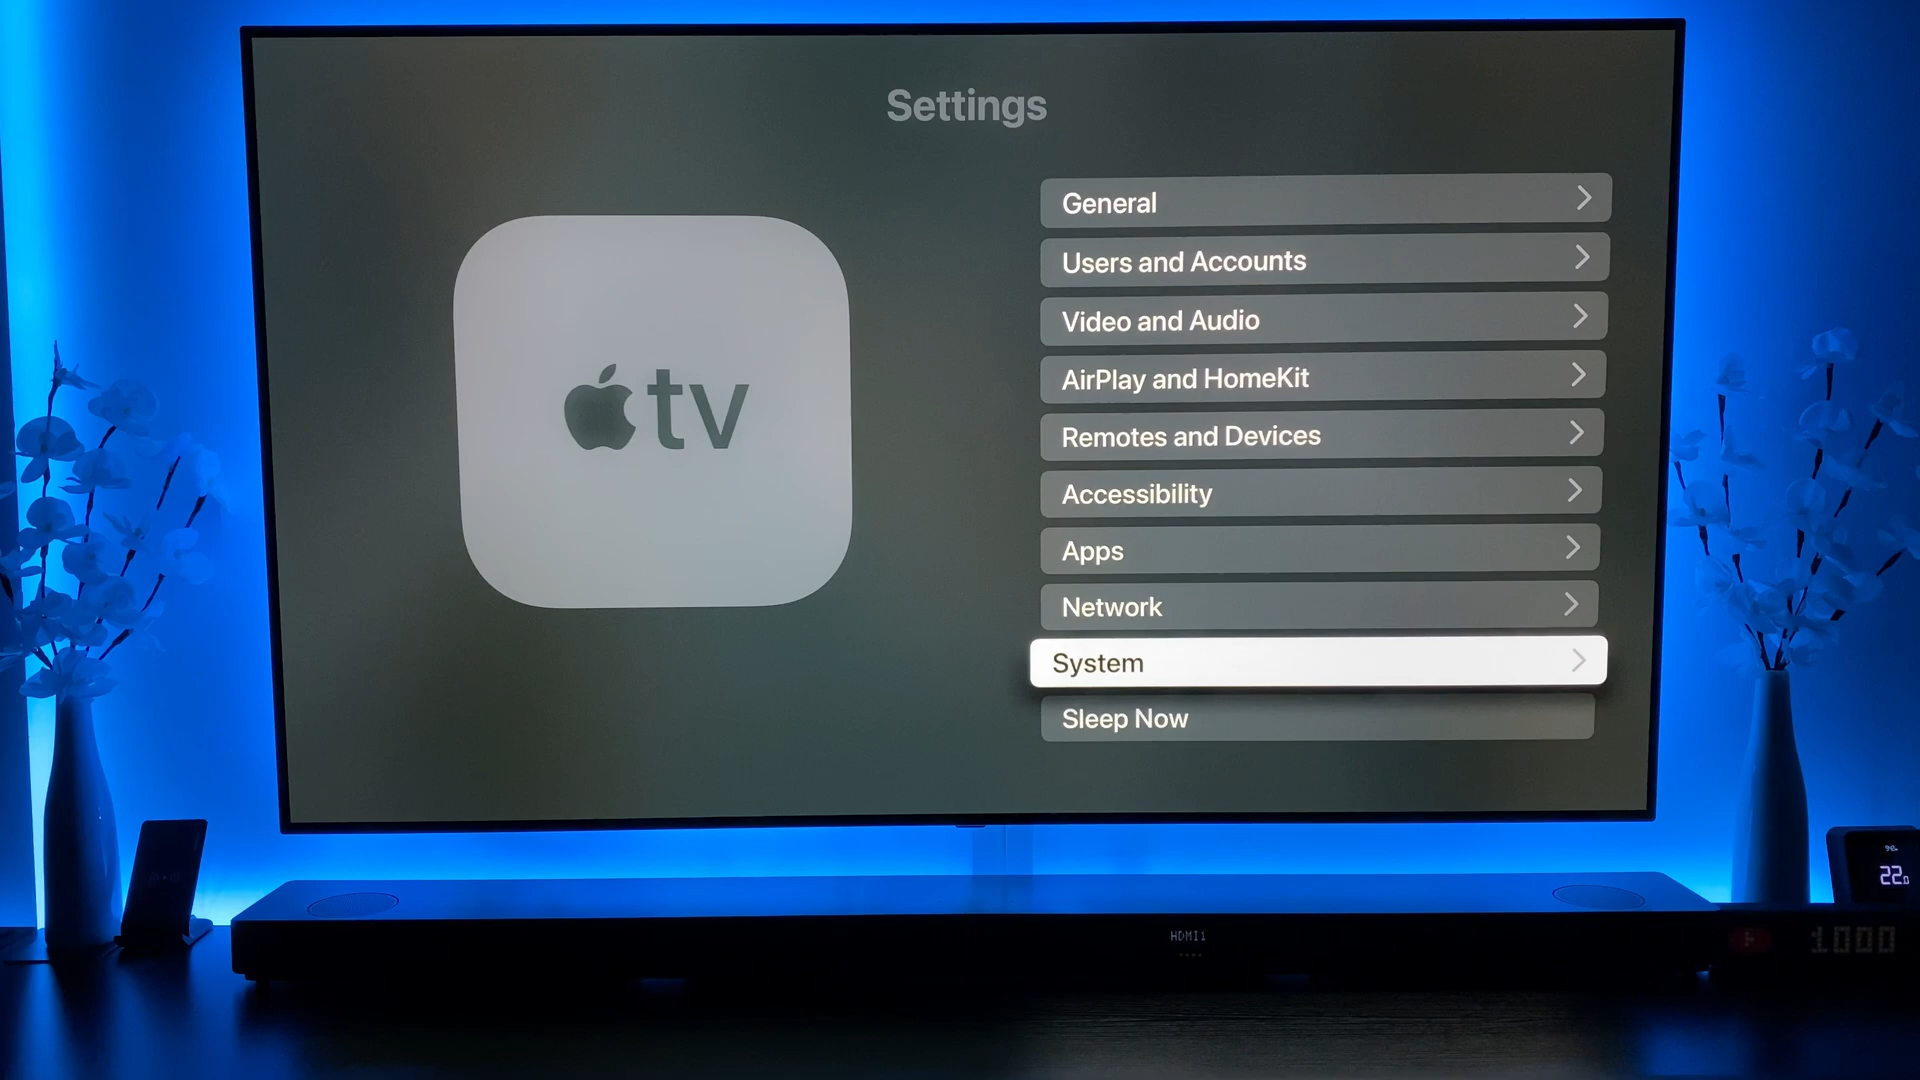 Settings
tv
General
Users and Accounts
Video and Audio
AirPlay and HomeKit
Remotes and Devices
Accessibility
Apps
Network
System
Sleep Now
HDMI1
22
1000